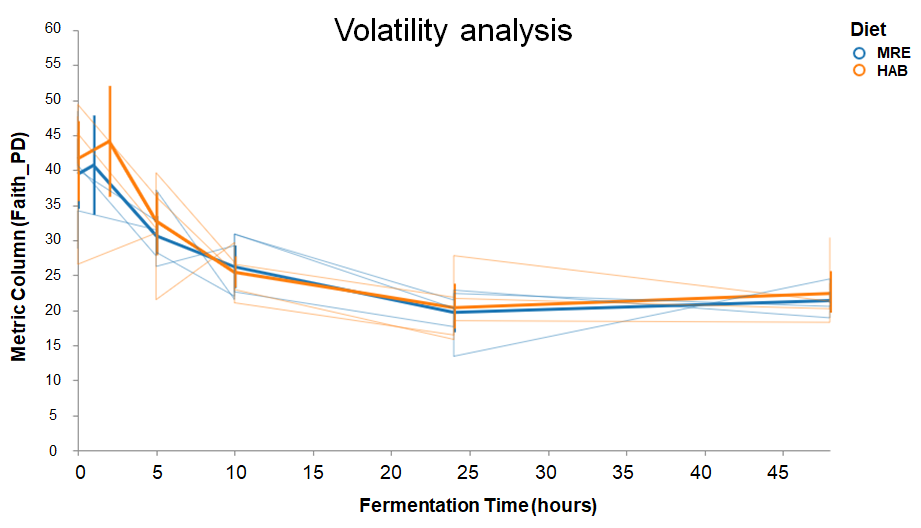 Volatility analysis
Diet
MRE
HAB
Metric Column (Faith_PD)
60
55
50
45
40
35
30
25
20
15
10
5
0
0 5 10 15 20 25 30 35 40 45
Fermentation Time (hours)